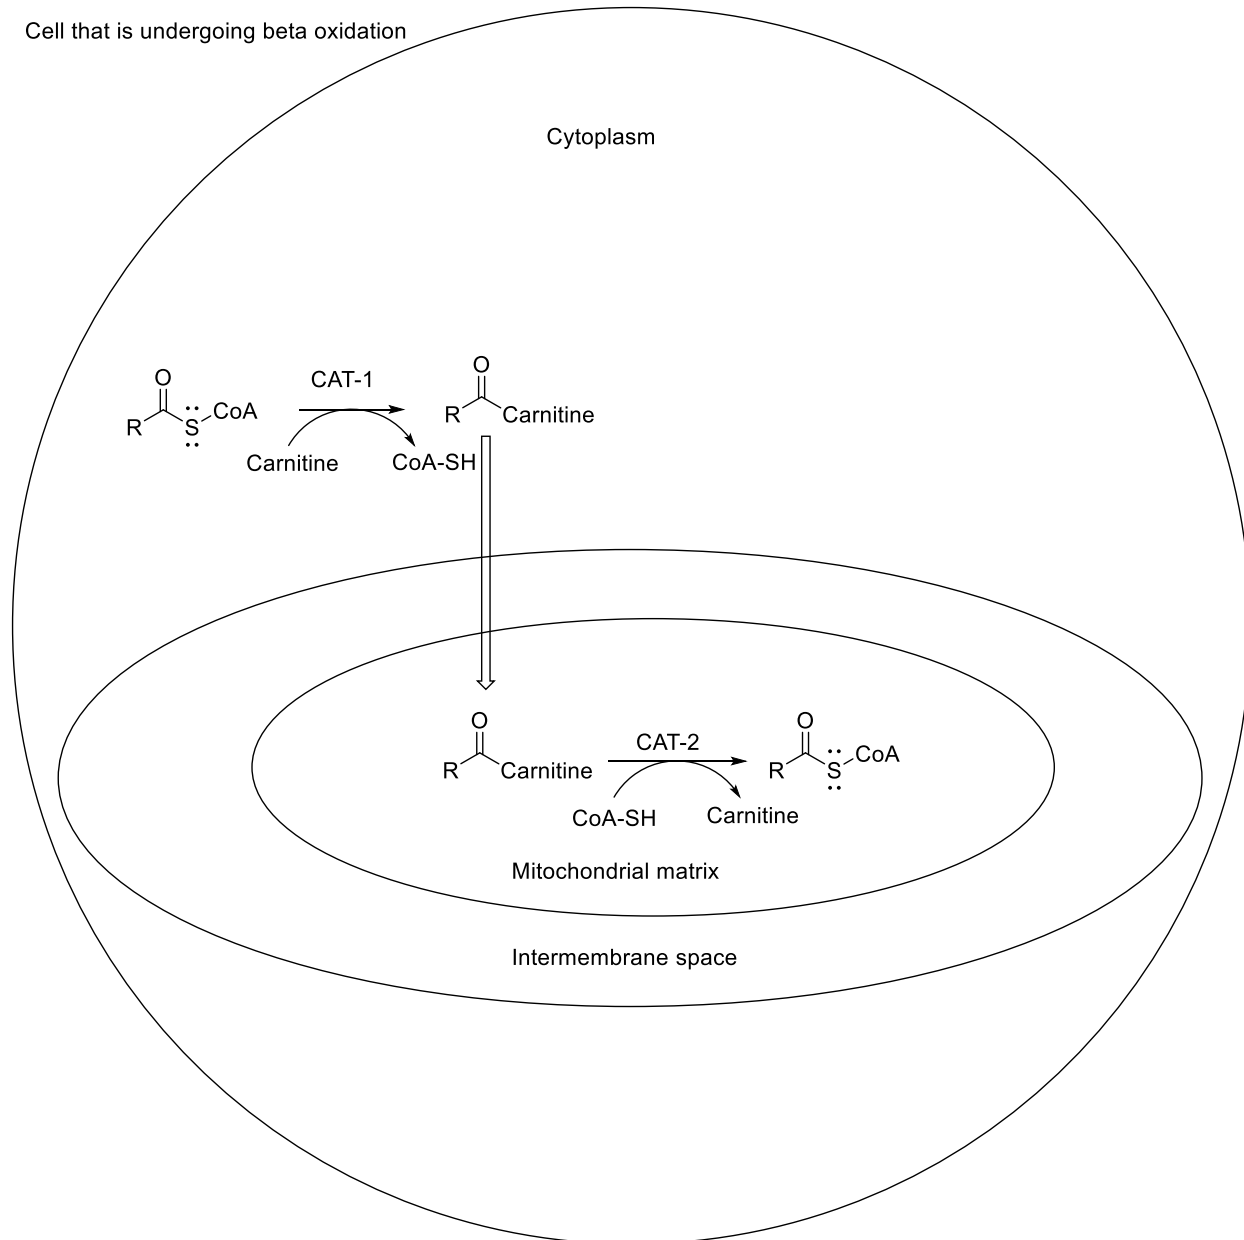 Cell that is undergoing beta oxidation
Cytoplasm
O
R
S
CoA
CAT-1
Carnitine
CoA-SH
O
R
Carnitine
O
R
Carnitine
CAT-2
CoA-SH
Carnitine
O
R
S
CoA
Mitochondrial matrix
Intermembrane space